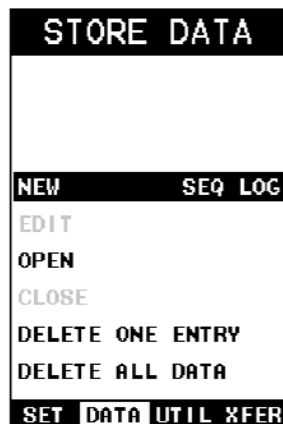 STORE DATA
NEW SEQ LOG
EDIT
OPEN
CLOSE
DELETE ONE ENTRY
DELETE ALL DATA
SET DATA UTIL XFER